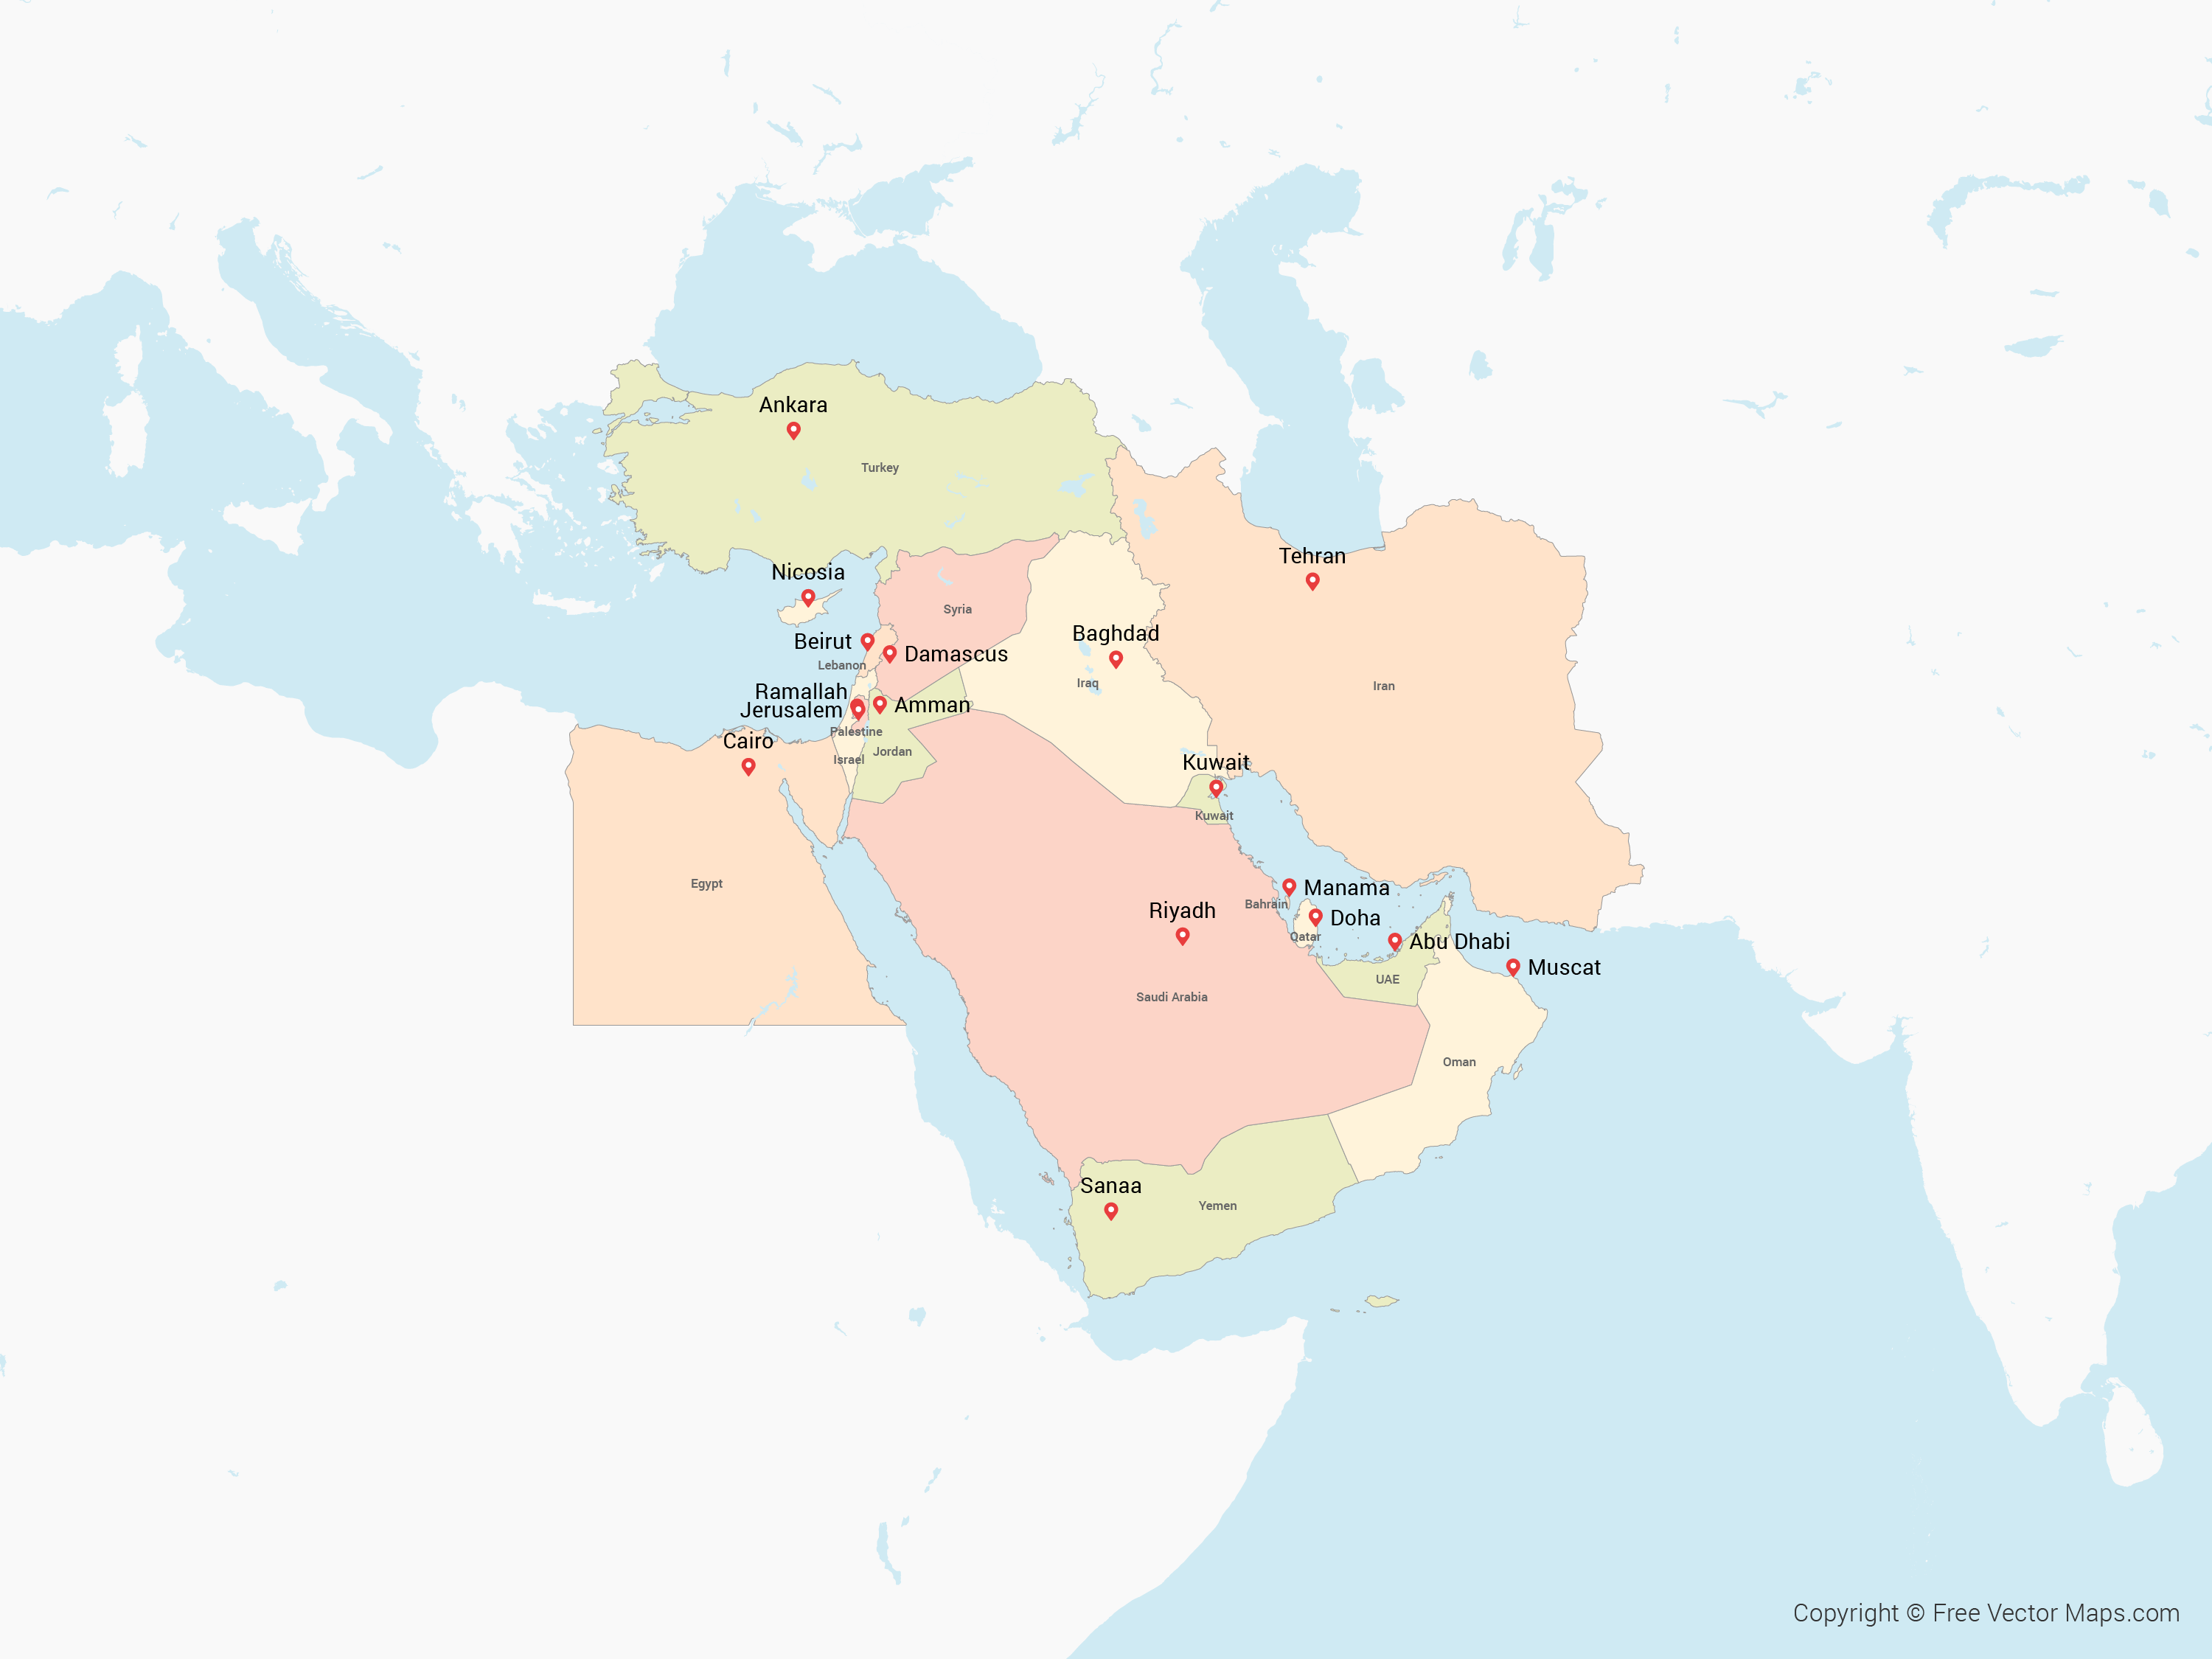 Ankara
Turkey
Tehran
Nicosia
Syria
Baghdad
Beirut
Damascus
Lebanon
Iraq
Iran
Ramallah
Amman
Jerusalem
Palestine
Cairo
Jordan
Israel
Kuwait
Kuwait
Egypt
Manama
Bahrain
Riyadh
Doha
Qatar
Abu Dhabi
Muscat
UAE
Saudi Arabia
Oman
Sanaa
Yemen
Copyright © Free Vector Maps.com